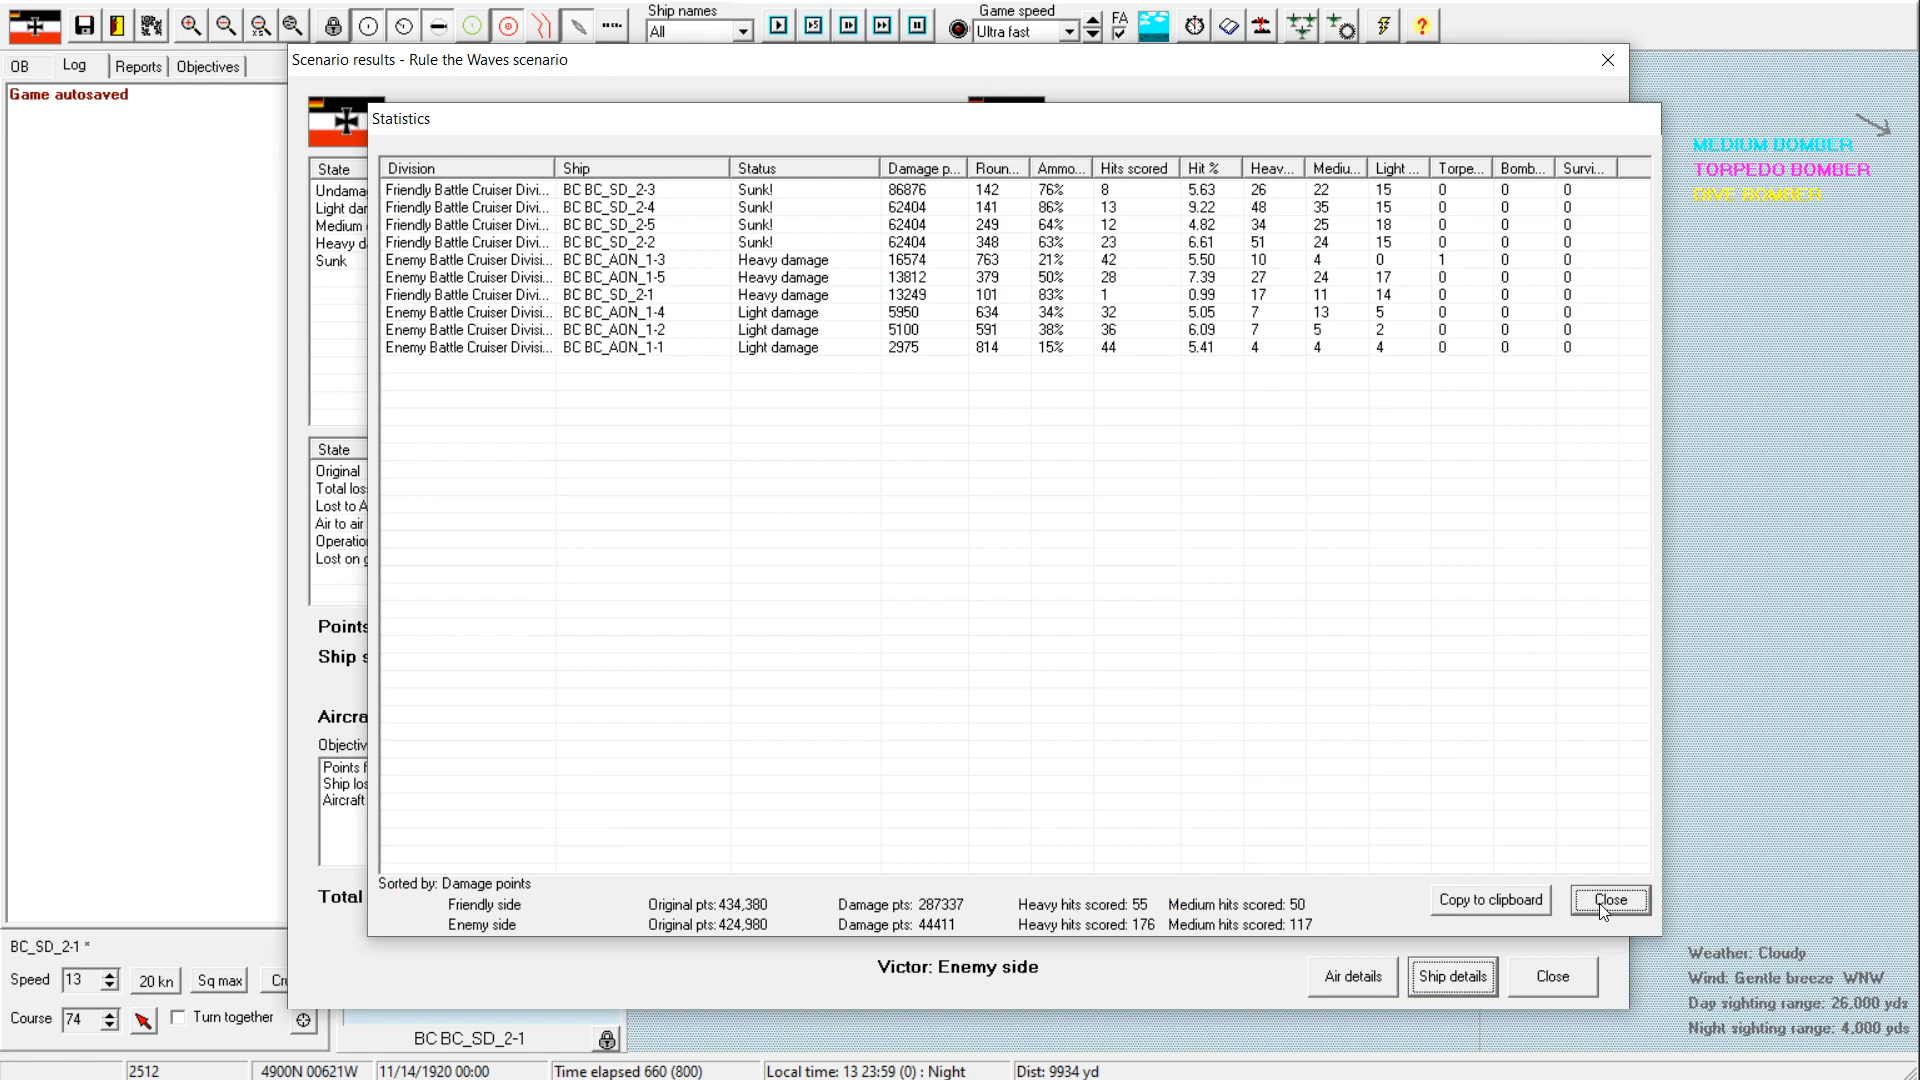 Ship names
Game speed
FA
All
Ultra fast
OB Log Reports Objectives
Game autosaved
Scenario results - Rule the Waves scenario
Statistics
State
Undama
Light dar
Medium
Heavy d
Sunk
Division Ship Status Damage p... Roun... Ammo... Hits scored Hit % Heav... Mediu... Light ... Torpe... Bomb... Survi...
Friendly Battle Cruiser Divi... BC BC_SD_2-3 Sunk! 86876 142 76% 8 5.63 26 22 15 0 0 0
Friendly Battle Cruiser Divi... BC BC_SD_2-4 Sunk! 62404 141 86% 13 9.22 48 35 15 0 0 0
Friendly Battle Cruiser Divi... BC BC_SD_2-5 Sunk! 62404 249 64% 12 4.82 34 25 18 0 0 0
Friendly Battle Cruiser Divi... BC BC_SD_2-2 Sunk! 62404 348 63% 23 6.61 51 24 15 0 0 0
Enemy Battle Cruiser Divisi... BC BC_AON_1-3 Heavy damage 16574 763 21% 42 5.50 10 4 0 1 0 0
Enemy Battle Cruiser Divisi... BC BC_AON_1-5 Heavy damage 13812 379 50% 28 7.39 27 24 17 0 0 0
Friendly Battle Cruiser Divi... BC BC_SD_2-1 Heavy damage 13249 101 83% 1 0.99 17 11 14 0 0 0
Enemy Battle Cruiser Divisi... BC BC_AON_1-4 Light damage 5950 634 34% 32 5.05 7 13 5 0 0 0
Enemy Battle Cruiser Divisi... BC BC_AON_1-2 Light damage 5100 591 38% 36 6.09 7 5 2 0 0 0
Enemy Battle Cruiser Divisi... BC BC_AON_1-1 Light damage 2975 814 15% 44 5.41 4 4 4 0 0 0
MEDIUM BOMBER
TORPEDO BOMBER
DIVE BOMBER
State
Original
Total los
Lost to A
Air to air
Operatio
Lost on g
Points
Ship s
Aircra
Objectiv
Points f
Ship los
Aircraft
Total
Sorted by: Damage points
Friendly side Original pts: 434,380 Damage pts: 287337 Heavy hits scored: 55 Medium hits scored: 50
Enemy side Original pts: 424,980 Damage pts: 44411 Heavy hits scored: 176 Medium hits scored: 117
Copy to clipboard Close
Victor: Enemy side
Air details Ship details Close
BC_SD_2-1 *
Speed 13 20 kn Sq max Cru
Course 74 Turn together
BC BC_SD_2-1
Weather: Cloudy
Wind: Gentle breeze WNW
Day sighting range: 26,000 yds
Night sighting range: 4,000 yds
2512 4900N 00621W 11/14/1920 00:00 Time elapsed 660 (800) Local time: 13 23:59 (0) : Night Dist: 9934 yd